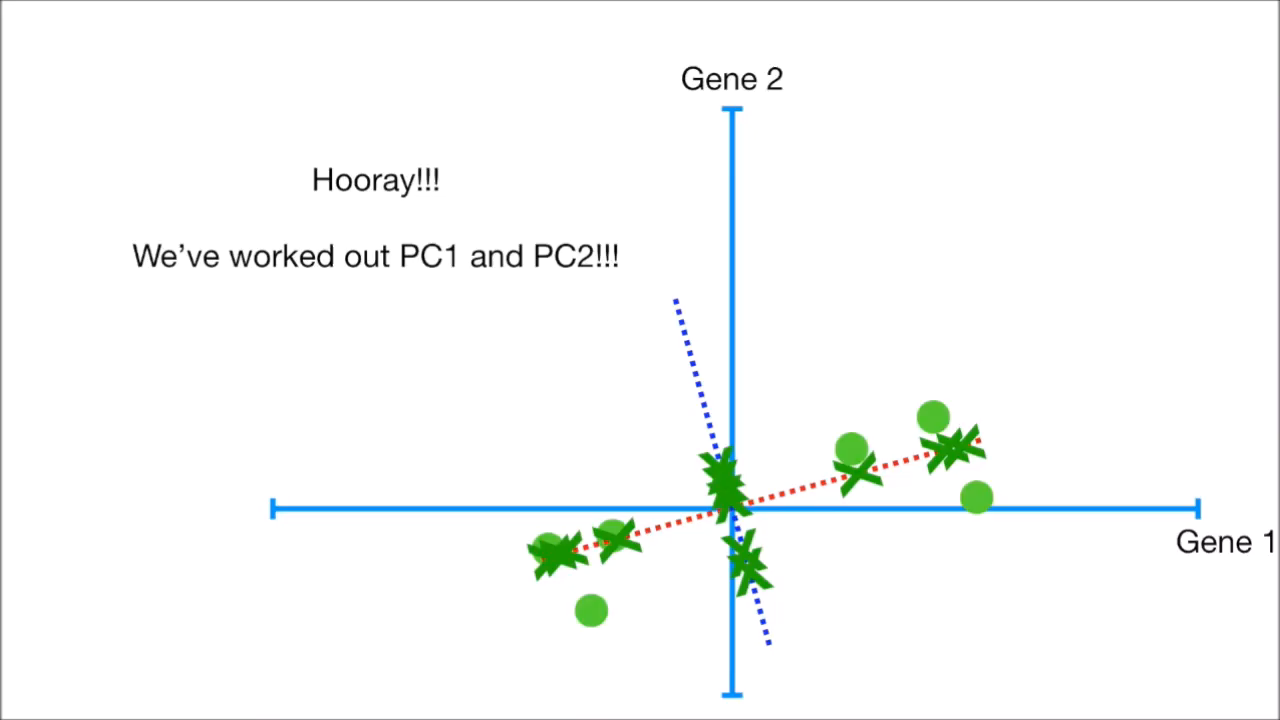 Gene 2
Hooray!!!
We’ve worked out PC1 and PC2!!!
Gene 1